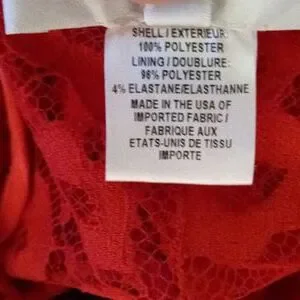 SHELL / EXTERIEUR:
100% POLYESTER
LINING / DOUBLURE:
96% POLYESTER
4% ELASTANE/ELASTHANNE
MADE IN THE USA OF
IMPORTED FABRIC /
FABRIQUE AUX
ETATS-UNIS DE TISSU
IMPORTE